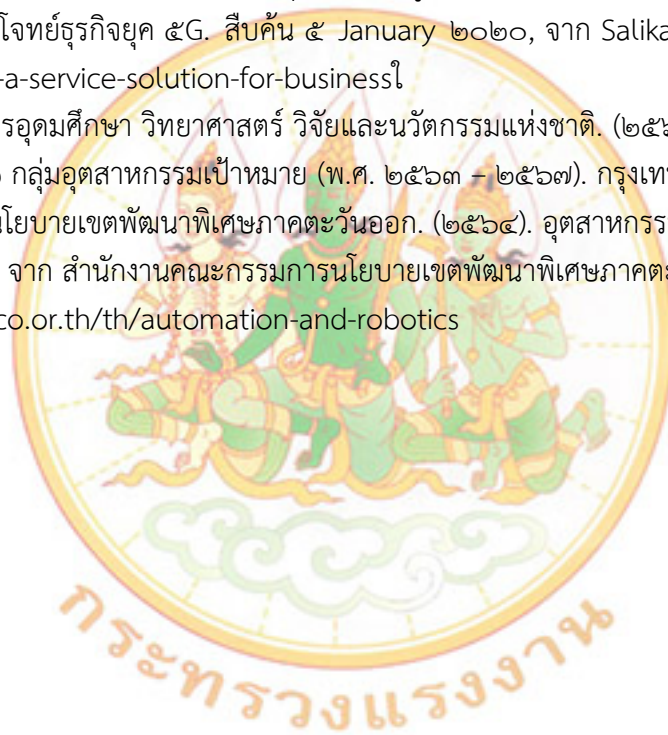 โจทย์ธุรกิจยุค ๕G. สืบค้น ๕ January ๒๐๒๐, จาก Salika
-a-service-solution-for-businessใ
รอุดมศึกษา วิทยาศาสตร์ วิจัยและนวัตกรรมแห่งชาติ. (๒๕๖
กลุ่มอุตสาหกรรมเป้าหมาย (พ.ศ. ๒๕๖๓ – ๒๕๖๗). กรุงเทพ
นโยบายเขตพัฒนาพิเศษภาคตะวันออก. (๒๕๖๔). อุตสาหกรร
จาก สำนักงานคณะกรรมการนโยบายเขตพัฒนาพิเศษภาคตะ
co.or.th/th/automation-and-robotics
กระทรวงแรงงาน